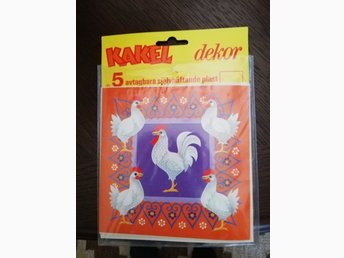 KAKEL dekor
5 avtagbara självhäftande plast